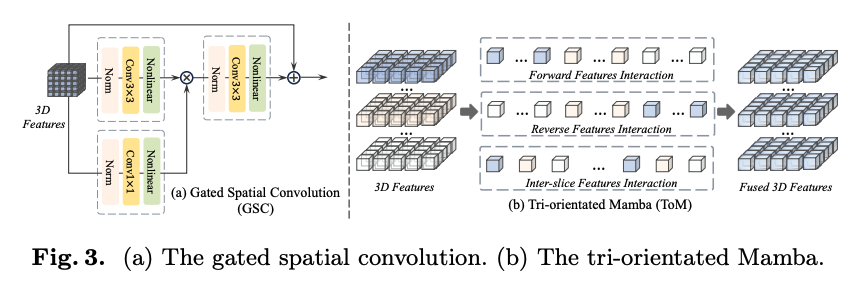 3D
Features
Norm
Conv3×3
Nonlinear
Norm
Conv3×3
Nonlinear
Norm
Conv1×1
Nonlinear
(a) Gated Spatial Convolution
(GSC)
...
...
3D Features
... ...
Forward Features Interaction
... ...
Reverse Features Interaction
...
Inter-slice Features Interaction
(b) Tri-orientated Mamba (ToM)
...
...
Fused 3D Features
Fig. 3. (a) The gated spatial convolution. (b) The tri-orientated Mamba.